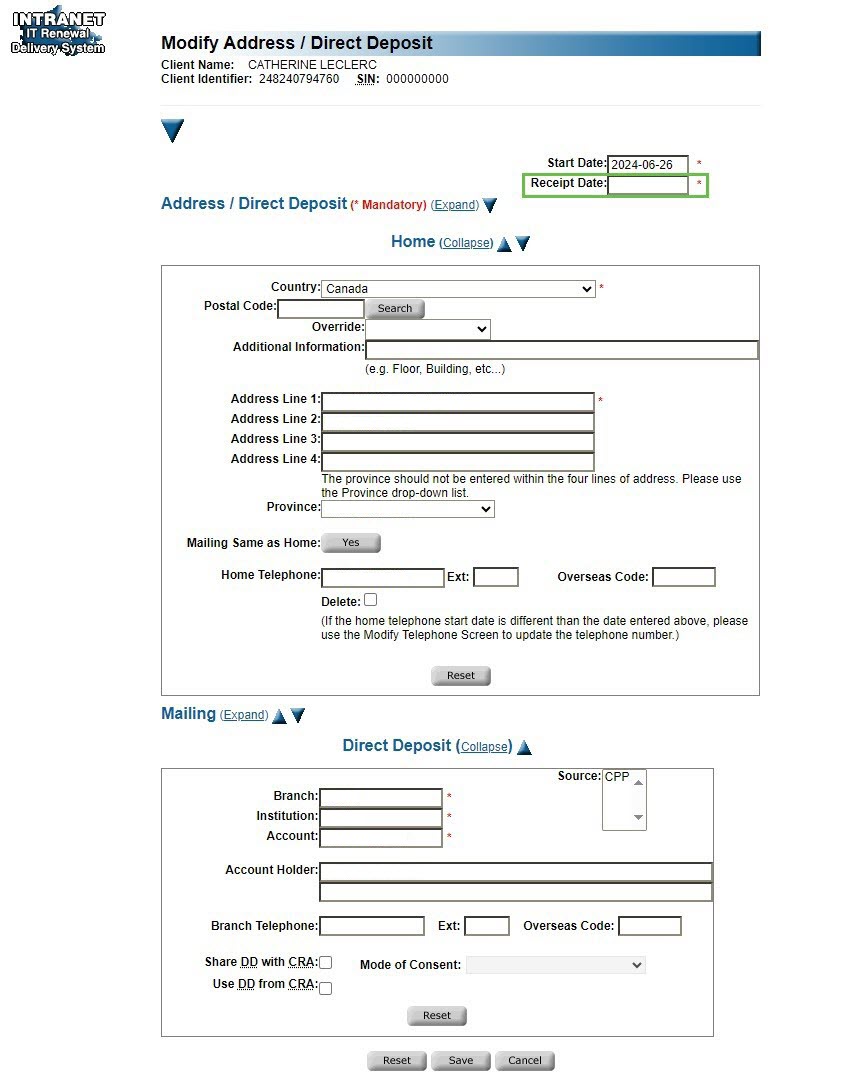 INTRANET
IT Renewal
Delivery System
Modify Address / Direct Deposit
Client Name: CATHERINE LECLERC
Client Identifier: 248240794760 SIN: 000000000
Start Date: 2024-06-26 *
Receipt Date: *
Address / Direct Deposit (* Mandatory) (Expand)
Home (Collapse)
Country: Canada *
Postal Code: Search
Override:
Additional Information:
(e.g. Floor, Building, etc...)
Address Line 1: *
Address Line 2:
Address Line 3:
Address Line 4:
The province should not be entered within the four lines of address. Please use
the Province drop-down list.
Province:
Mailing Same as Home: Yes
Home Telephone: Ext: Overseas Code:
Delete:
(If the home telephone start date is different than the date entered above, please
use the Modify Telephone Screen to update the telephone number.)
Reset
Mailing (Expand)
Direct Deposit (Collapse)
Source: CPP
Branch: *
Institution: *
Account: *
Account Holder:
Branch Telephone: Ext: Overseas Code:
Share DD with CRA: Mode of Consent:
Use DD from CRA:
Reset
Reset Save Cancel